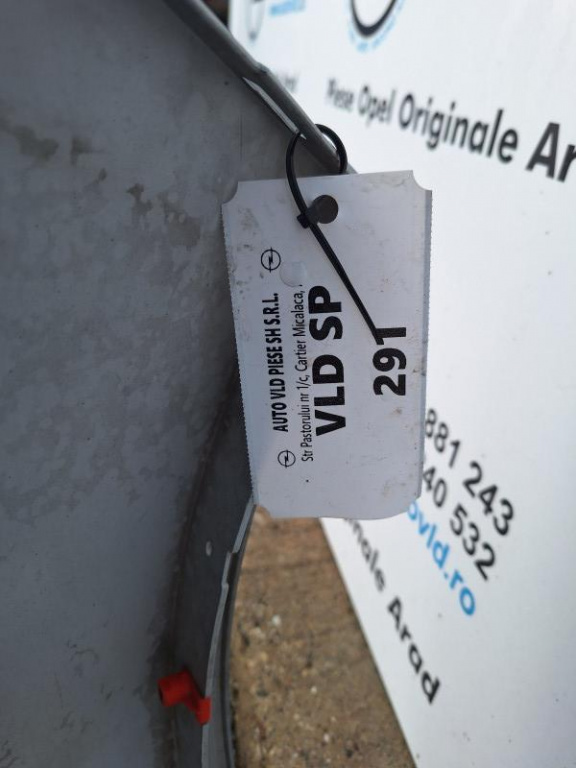 AUTO VLD PIESE SH S.R.L.
Str Pastorului nr 1/c, Cartier Micalaca,
VLD SP
291
Piese Opel Originale Ar
881 243
40 532
vld.ro
nale Arad